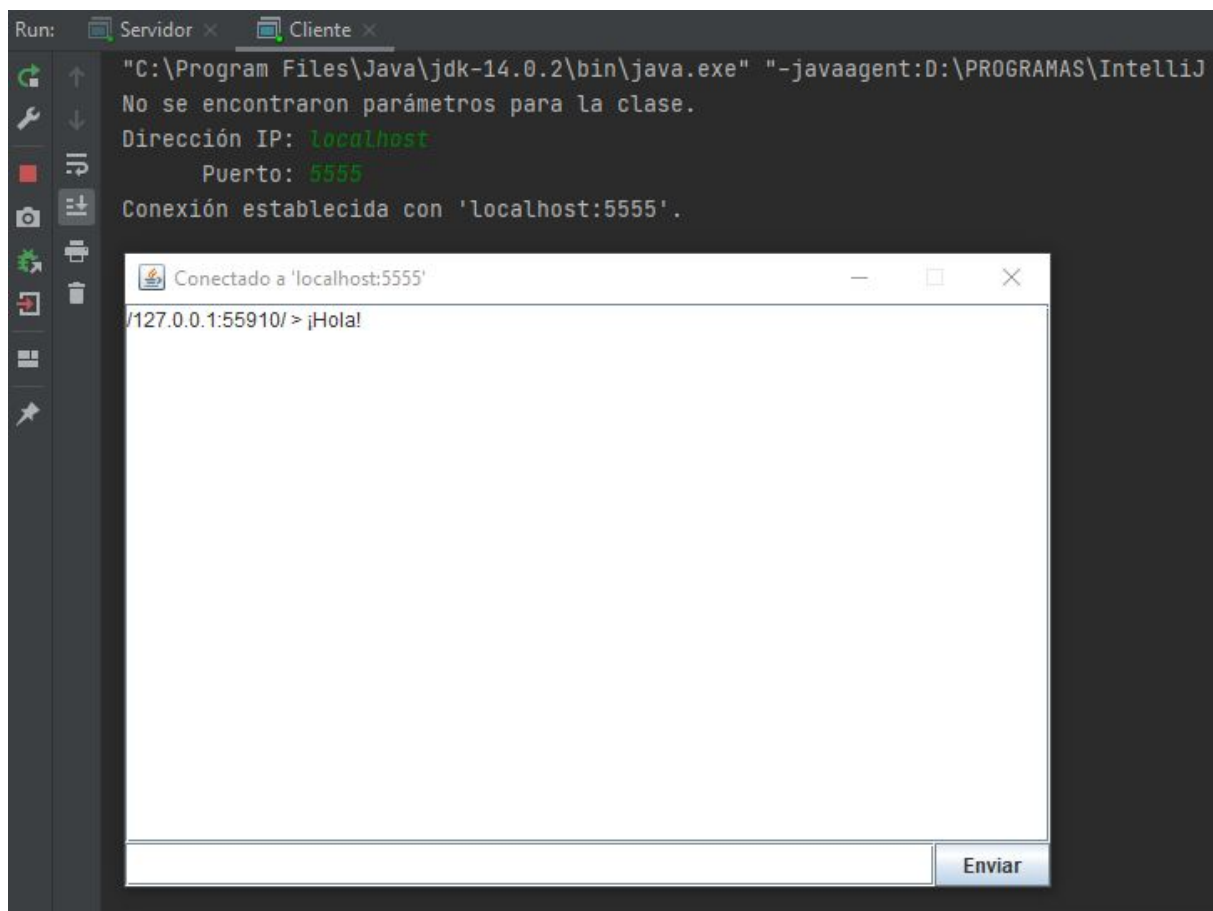 Run: Servidor × Cliente ×
"C:\Program Files\Java\jdk-14.0.2\bin\java.exe" "-javaagent:D:\PROGRAMAS\IntelliJ
No se encontraron parámetros para la clase.
Dirección IP: localhost
Puerto: 5555
Conexión establecida con 'localhost:5555'.
Conectado a 'localhost:5555'
/127.0.0.1:55910/ > ¡Hola!
Enviar